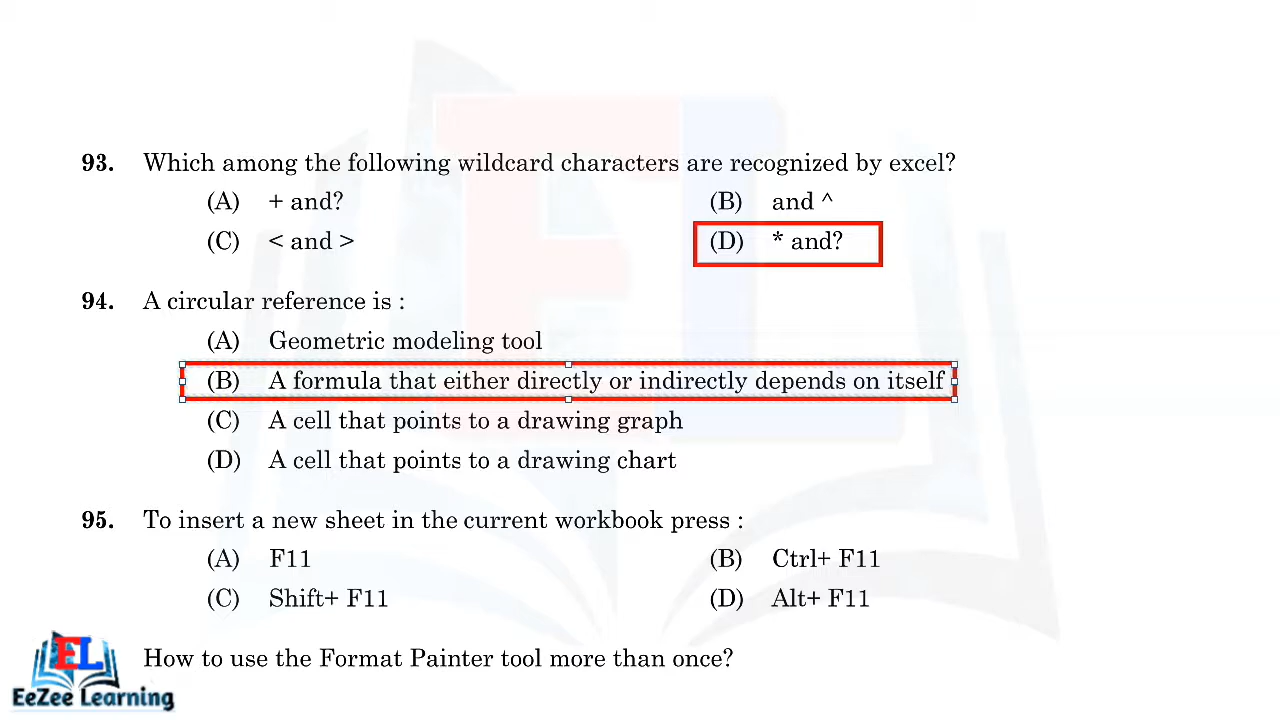 93. Which among the following wildcard characters are recognized by excel?
(A) + and? (B) and ^
(C) < and > (D) * and?
94. A circular reference is :
(A) Geometric modeling tool
(B) A formula that either directly or indirectly depends on itself
(C) A cell that points to a drawing graph
(D) A cell that points to a drawing chart
95. To insert a new sheet in the current workbook press :
(A) F11 (B) Ctrl+ F11
(C) Shift+ F11 (D) Alt+ F11
How to use the Format Painter tool more than once?
EL
EeZee Learning